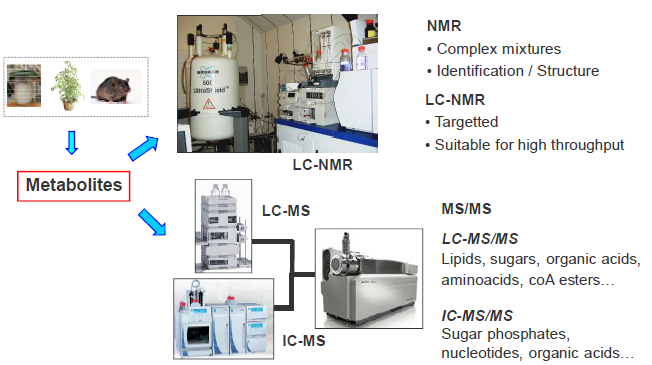 NMR
• Complex mixtures
• Identification / Structure
LC-NMR
• Targetted
• Suitable for high throughput
BRUKER
500
UltraShield™
LC-NMR
Metabolites
LC-MS
IC-MS
MS/MS
LC-MS/MS
Lipids, sugars, organic acids,
aminoacids, coA esters…
IC-MS/MS
Sugar phosphates,
nucleotides, organic acids…